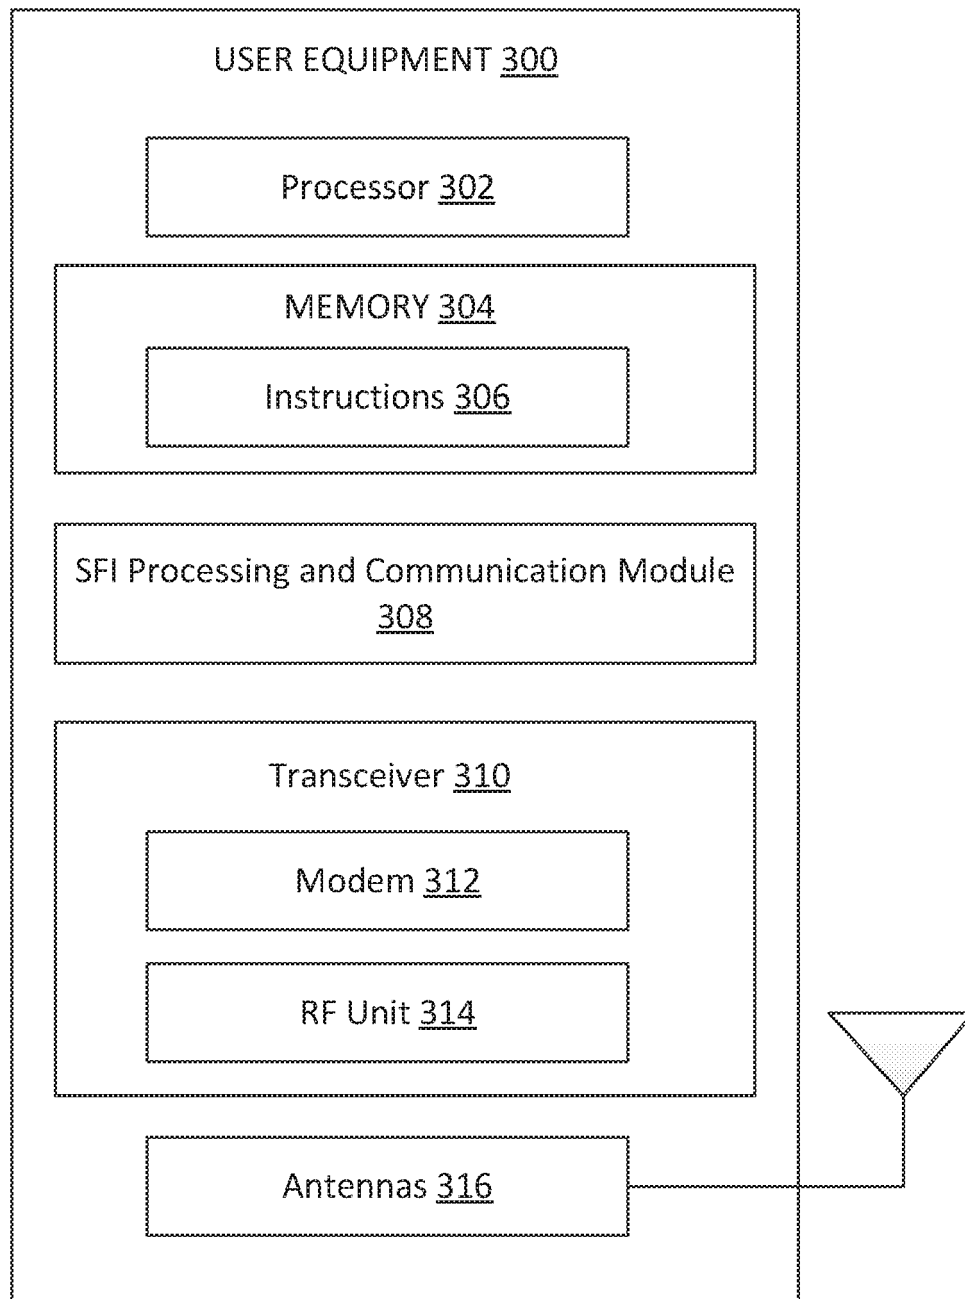 USER EQUIPMENT 300
Processor 302
MEMORY 304
Instructions 306
SFI Processing and Communication Module
308
Transceiver 310
Modem 312
RF Unit 314
Antennas 316